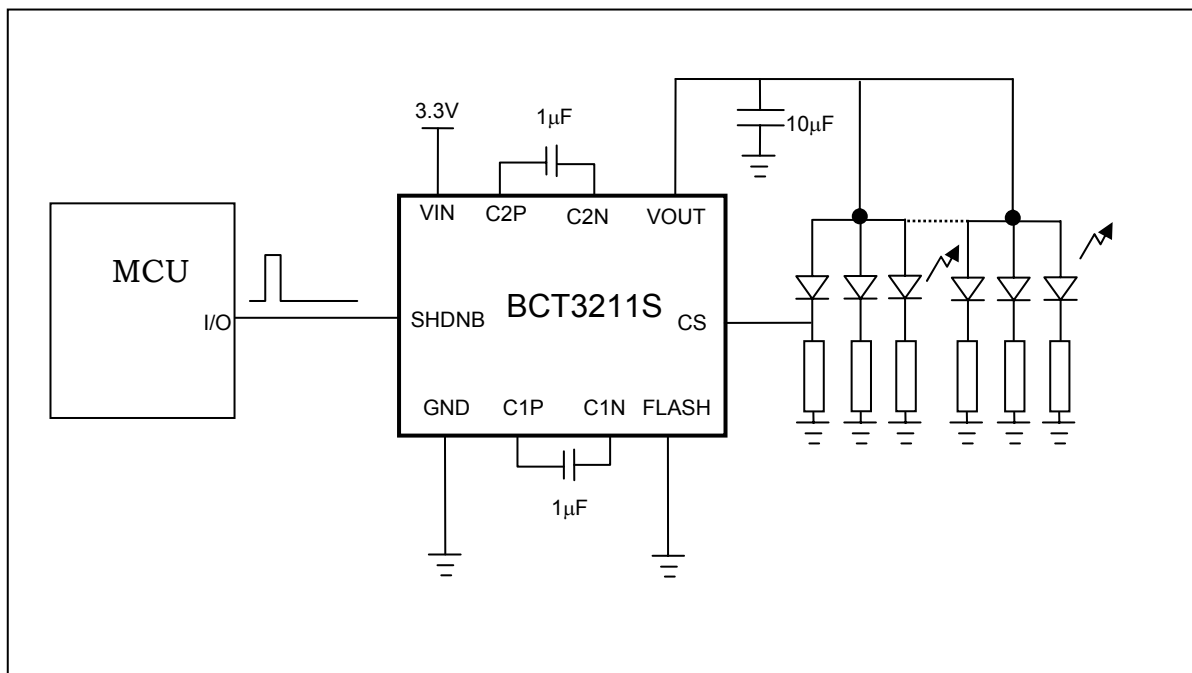 3.3V
1μF
10μF
VIN
C2P
C2N
VOUT
MCU
I/O
SHDNB
BCT3211S
CS
GND
C1P
C1N
FLASH
1μF